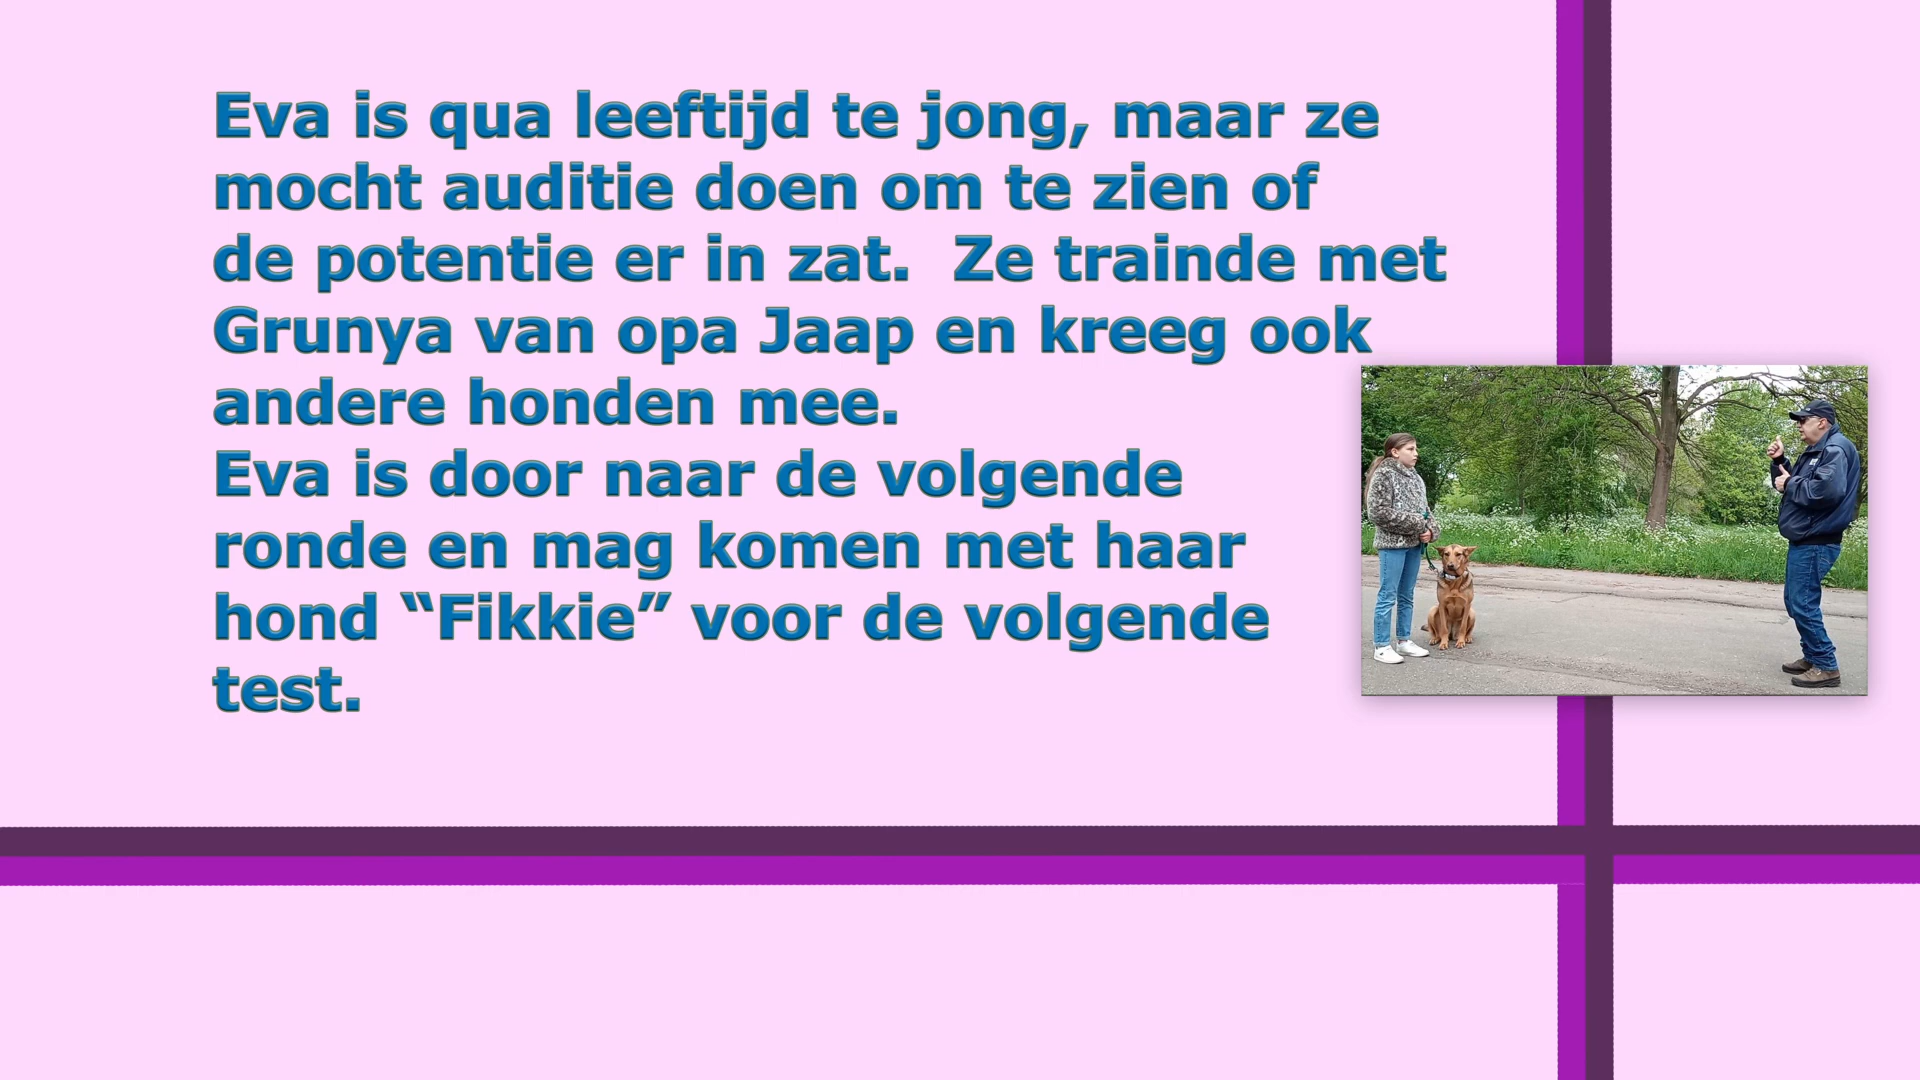 Eva is qua leeftijd te jong, maar ze
mocht auditie doen om te zien of
de potentie er in zat.  Ze trainde met
Grunya van opa Jaap en kreeg ook
andere honden mee.
Eva is door naar de volgende
ronde en mag komen met haar
hond “Fikkie” voor de volgende
test.